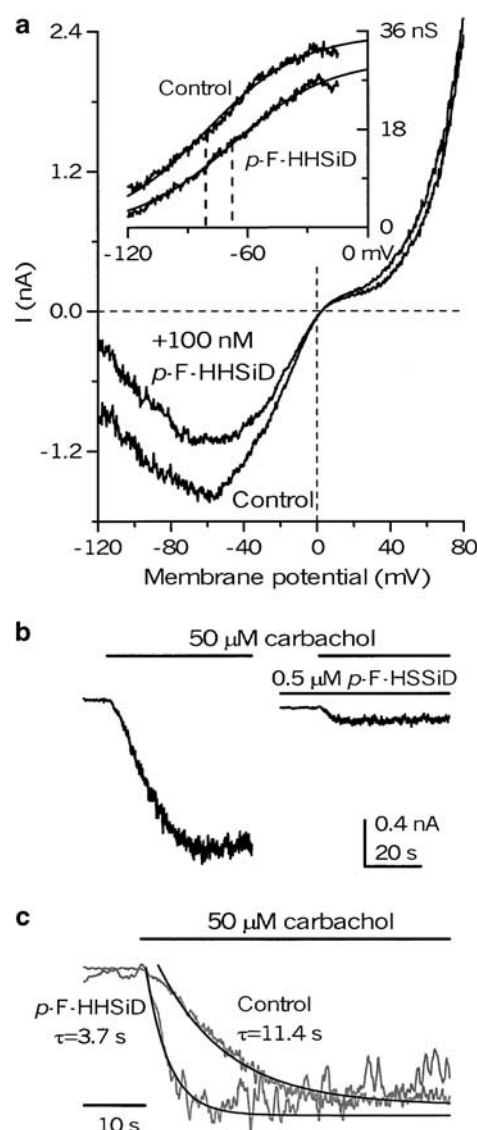 a
2.4
1.2
0.0
-1.2
I (nA)
36 nS
18
0
Control
p-F-HHSiD
-120
-60
0 mV
+100 nM
p-F-HHSiD
Control
-120
-80
-40
0
40
80
Membrane potential (mV)
b
50 μM carbachol
0.5 μM p-F-HSSiD
0.4 nA
20 s
c
50 μM carbachol
p-F-HHSiD
τ=3.7 s
Control
τ=11.4 s
10 s